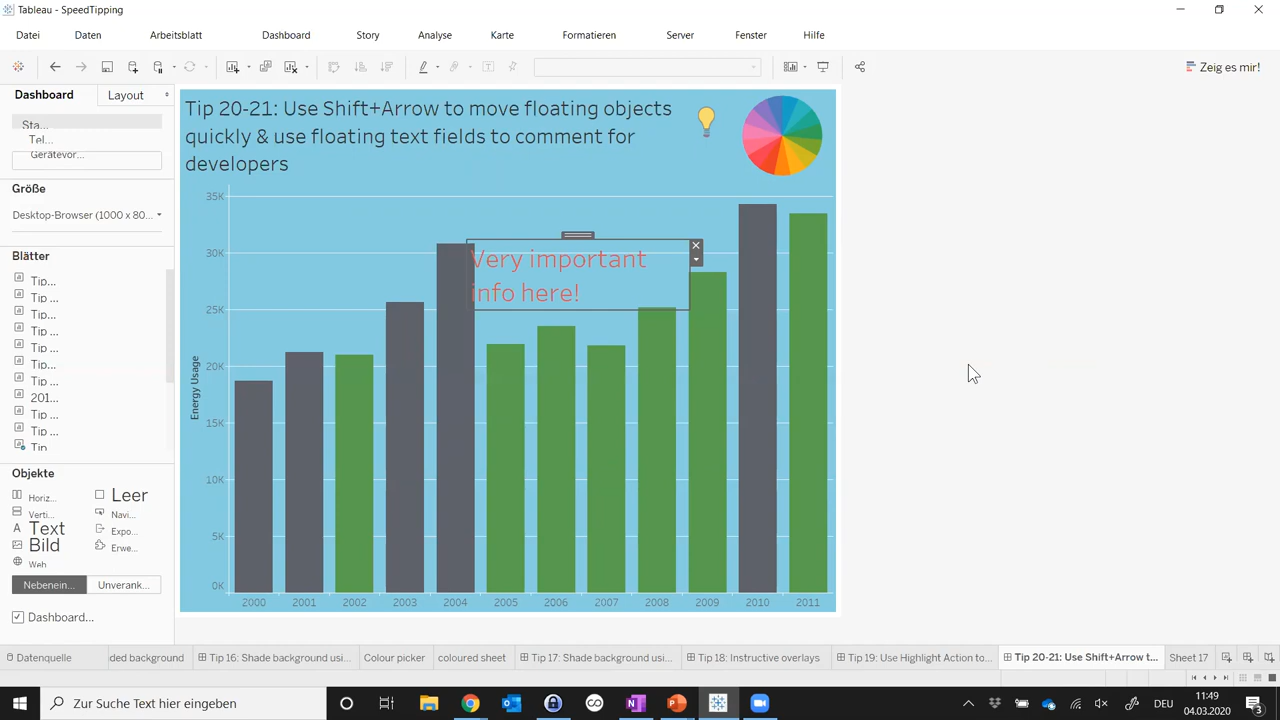 Tableau - SpeedTipping
Datei Daten Arbeitsblatt Dashboard Story Analyse Karte Formatieren Server Fenster Hilfe
Zeig es mir!
Dashboard Layout
Sta...
Tel...
Gerätevor...
Größe
Desktop-Browser (1000 x 80...
Blätter
Tip...
Tip ...
Tip...
Tip ...
Tip ...
Tip...
Tip ...
201...
Tip ...
Tip ...
Tip
Objekte
Horiz... Leer
Verti... Navi...
Text Expo...
Bild Erwe...
Web
Nebenein... Unverank...
Dashboard...
Tip 20-21: Use Shift+Arrow to move floating objects
quickly & use floating text fields to comment for
developers
Very important
info here!
Energy Usage
35K
30K
25K
20K
15K
10K
5K
0K
2000 2001 2002 2003 2004 2005 2006 2007 2008 2009 2010 2011
Datenquelle ded background Tip 16: Shade background usi... Colour picker coloured sheet Tip 17: Shade background usi... Tip 18: Instructive overlays Tip 19: Use Highlight Action to... Tip 20-21: Use Shift+Arrow t... Sheet 17
Zur Suche Text hier eingeben
DEU
11:49
04.03.2020
3